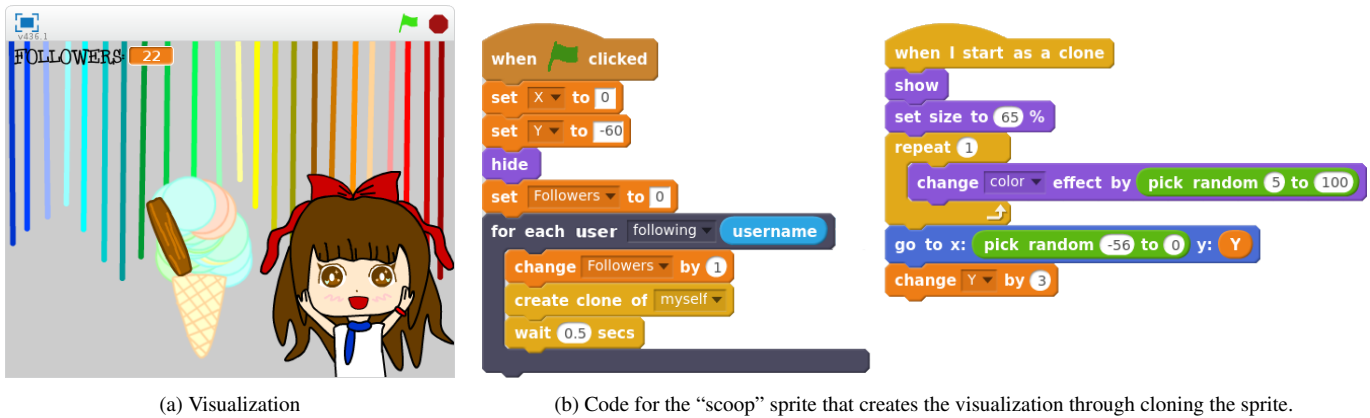 v436.1
FOLLOWERS 22
when clicked
set X to 0
set Y to -60
hide
set Followers to 0
for each user following username
change Followers by 1
create clone of myself
wait 0.5 secs
when I start as a clone
show
set size to 65 %
repeat 1
change color effect by pick random 5 to 100
go to x: pick random -56 to 0 y: Y
change Y by 3
(a) Visualization
(b) Code for the “scoop” sprite that creates the visualization through cloning the sprite.